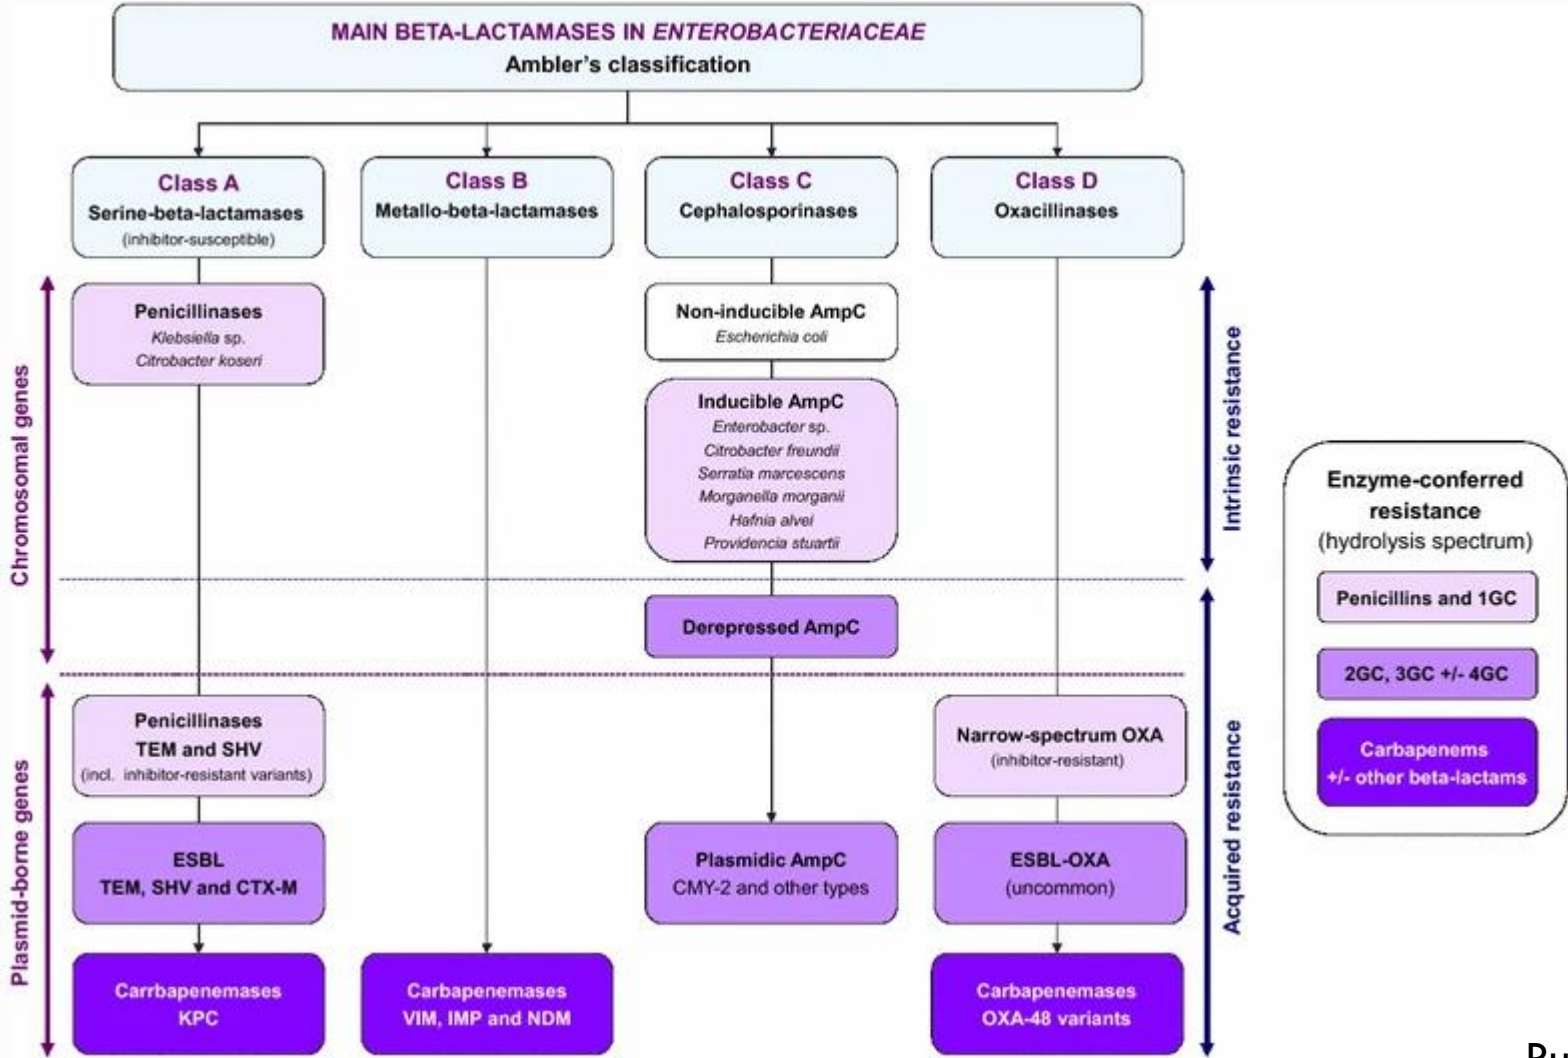 MAIN BETA-LACTAMASES IN ENTEROBACTERIACEAE
Ambler's classification
Class A
Serine-beta-lactamases
(inhibitor-susceptible)
Class B
Metallo-beta-lactamases
Class C
Cephalosporinases
Class D
Oxacillinases
Chromosomal genes
Penicillinases
Klebsiella sp.
Citrobacter koseri
Non-inducible AmpC
Escherichia coli
Inducible AmpC
Enterobacter sp.
Citrobacter freundii
Serratia marcescens
Morganella morganii
Hafnia alvei
Providencia stuartii
Derepressed AmpC
Intrinsic resistance
Plasmid-borne genes
Penicillinases
TEM and SHV
(incl. inhibitor-resistant variants)
Narrow-spectrum OXA
(inhibitor-resistant)
ESBL
TEM, SHV and CTX-M
Plasmidic AmpC
CMY-2 and other types
ESBL-OXA
(uncommon)
Carrbapenemases
KPC
Carbapenemases
VIM, IMP and NDM
Carbapenemases
OXA-48 variants
Acquired resistance
Enzyme-conferred
resistance
(hydrolysis spectrum)
Penicillins and 1GC
2GC, 3GC +/- 4GC
Carbapenems
+/- other beta-lactams